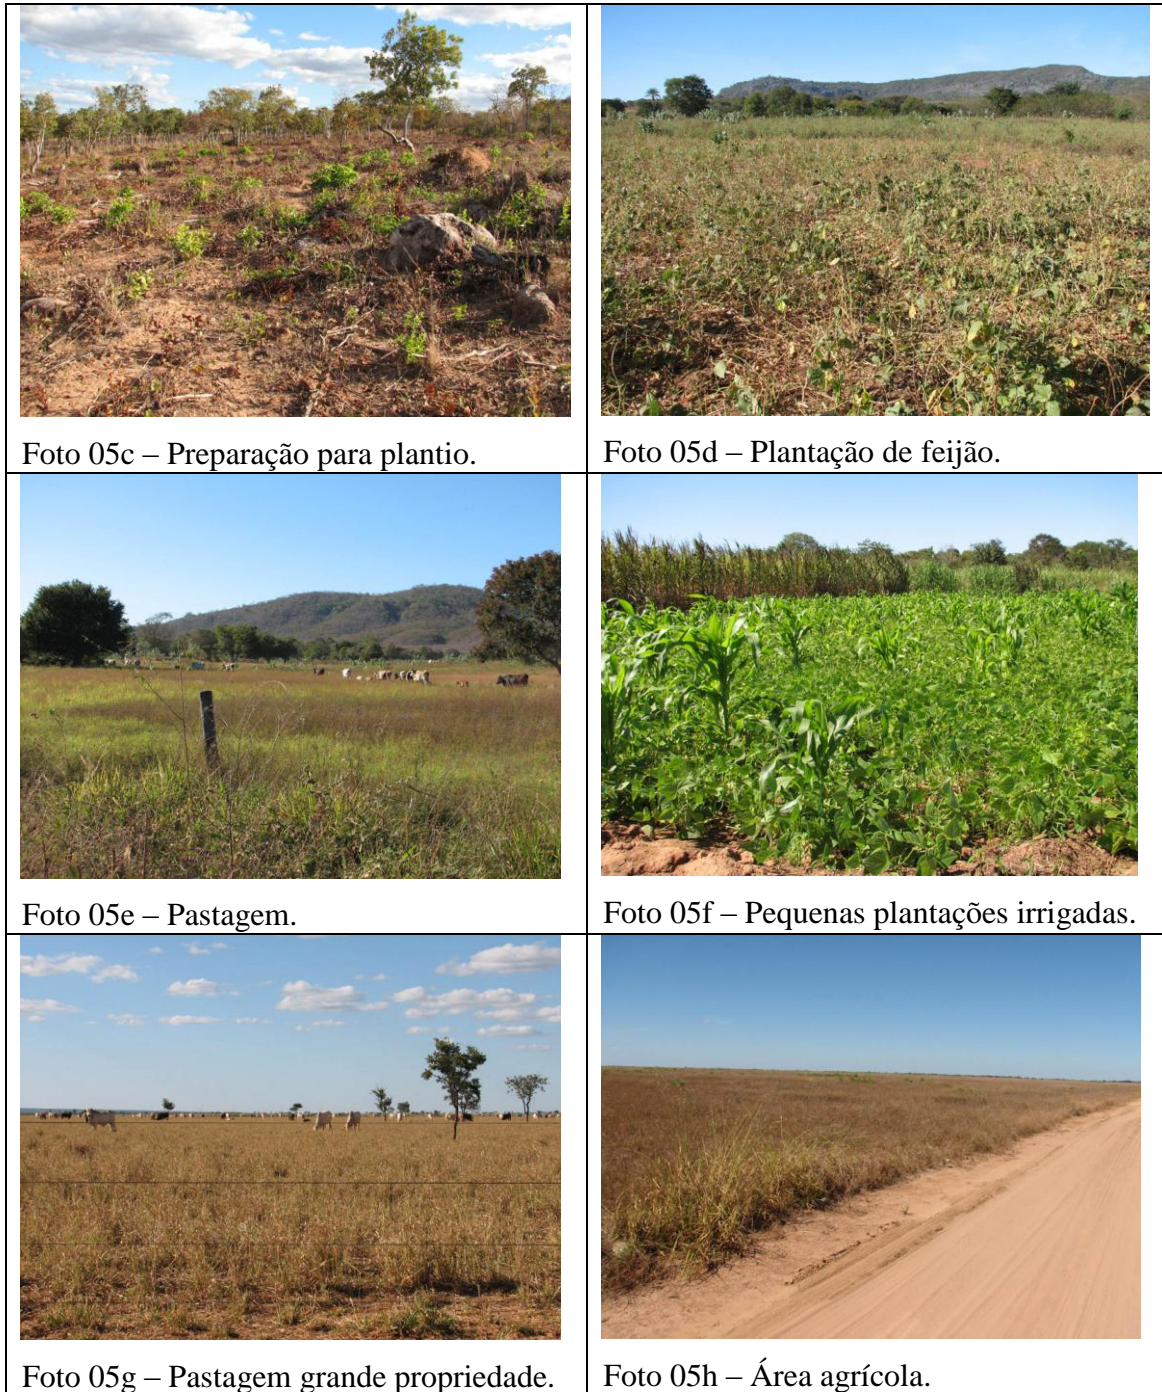 Foto 05c – Preparação para plantio.
Foto 05d – Plantação de feijão.
Foto 05e – Pastagem.
Foto 05f – Pequenas plantações irrigadas.
Foto 05g – Pastagem grande propriedade.
Foto 05h – Área agrícola.